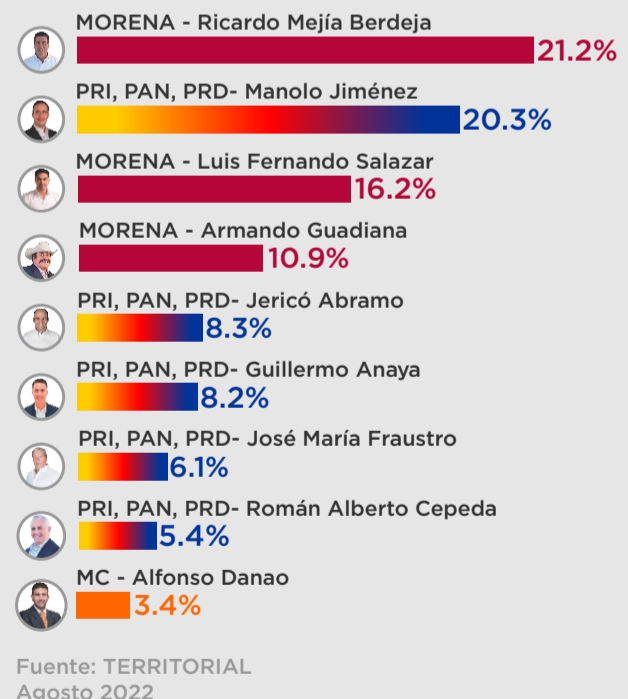 MORENA - Ricardo Mejía Berdeja
21.2%
PRI, PAN, PRD- Manolo Jiménez
20.3%
MORENA - Luis Fernando Salazar
16.2%
MORENA - Armando Guadiana
10.9%
PRI, PAN, PRD- Jericó Abramo
8.3%
PRI, PAN, PRD- Guillermo Anaya
8.2%
PRI, PAN, PRD- José María Fraustro
6.1%
PRI, PAN, PRD- Román Alberto Cepeda
5.4%
MC - Alfonso Danao
3.4%
Fuente: TERRITORIAL
Agosto 2022